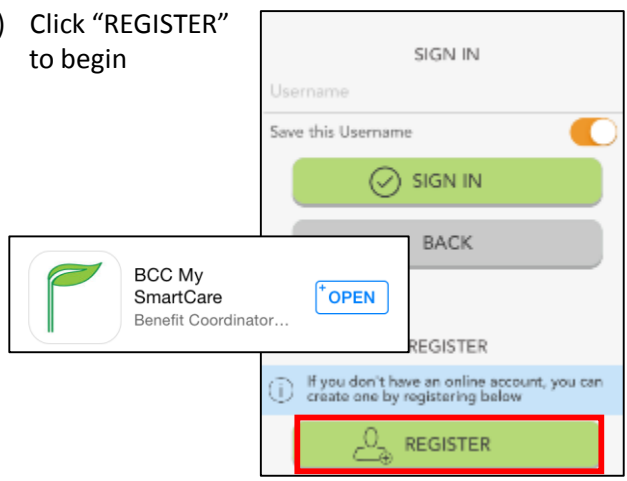 ) Click “REGISTER”
to begin
SIGN IN
Username
Save this Username
SIGN IN
BACK
BCC My
SmartCare
Benefit Coordinator...
+OPEN
REGISTER
If you don't have an online account, you can
create one by registering below
REGISTER